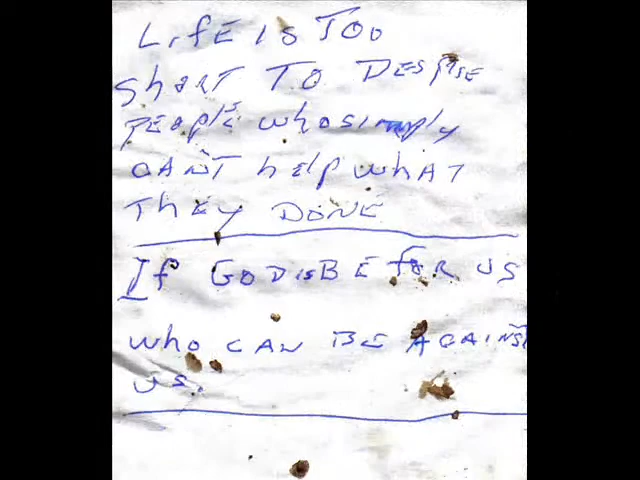 LifE is Too
ShoRT To DEspisE
pEoplE who simply
CAN'T hElp whAT
ThEy DONE
If GoD is BE foR us
who CAN BE AGAINST
us.